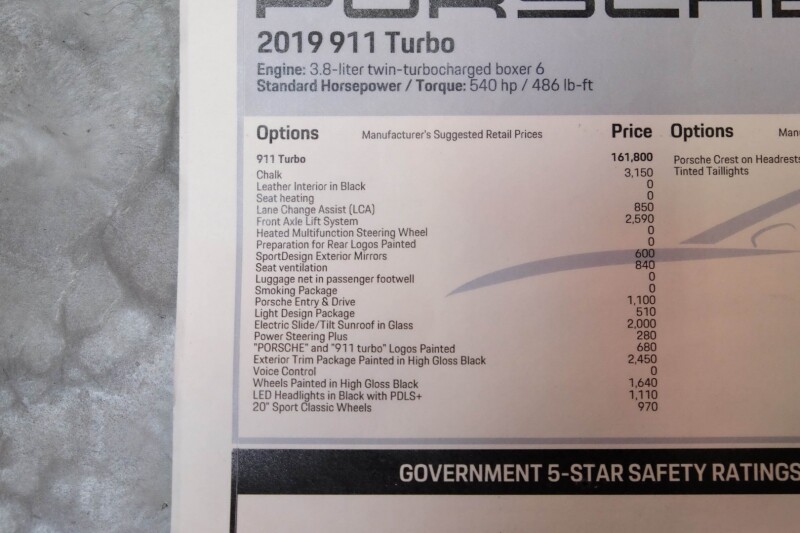 PORSCHE
2019 911 Turbo
Engine: 3.8-liter twin-turbocharged boxer 6
Standard Horsepower / Torque: 540 hp / 486 lb-ft
Options Manufacturer's Suggested Retail Prices Price Options
911 Turbo 161,800 Porsche Crest on Headrests
Chalk 3,150 Tinted Taillights
Leather Interior in Black 0
Seat heating 0
Lane Change Assist (LCA) 850
Front Axle Lift System 2,590
Heated Multifunction Steering Wheel 0
Preparation for Rear Logos Painted 0
SportDesign Exterior Mirrors 600
Seat ventilation 840
Luggage net in passenger footwell 0
Smoking Package 0
Porsche Entry & Drive 1,100
Light Design Package 510
Electric Slide/Tilt Sunroof in Glass 2,000
Power Steering Plus 280
"PORSCHE" and "911 turbo" Logos Painted 680
Exterior Trim Package Painted in High Gloss Black 2,450
Voice Control 0
Wheels Painted in High Gloss Black 1,640
LED Headlights in Black with PDLS+ 1,110
20" Sport Classic Wheels 970
GOVERNMENT 5-STAR SAFETY RATINGS